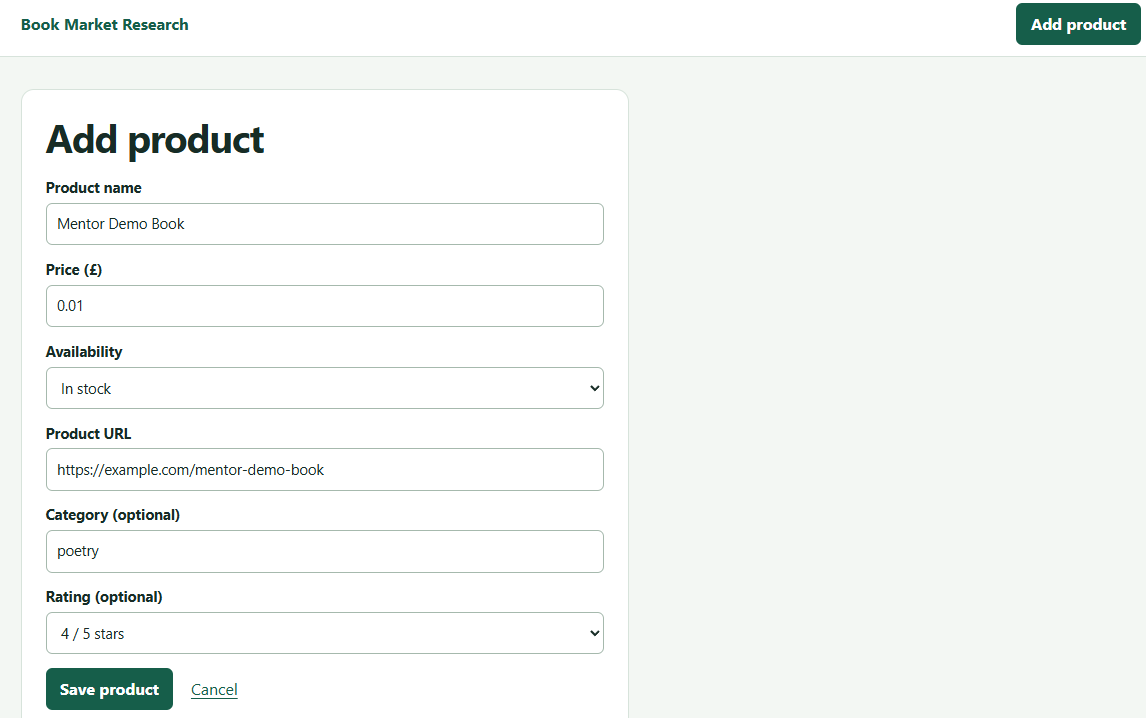 Book Market Research
Add product
Add product
Product name
Mentor Demo Book
Price (£)
0.01
Availability
In stock
Product URL
https://example.com/mentor-demo-book
Category (optional)
poetry
Rating (optional)
4 / 5 stars
Save product
Cancel